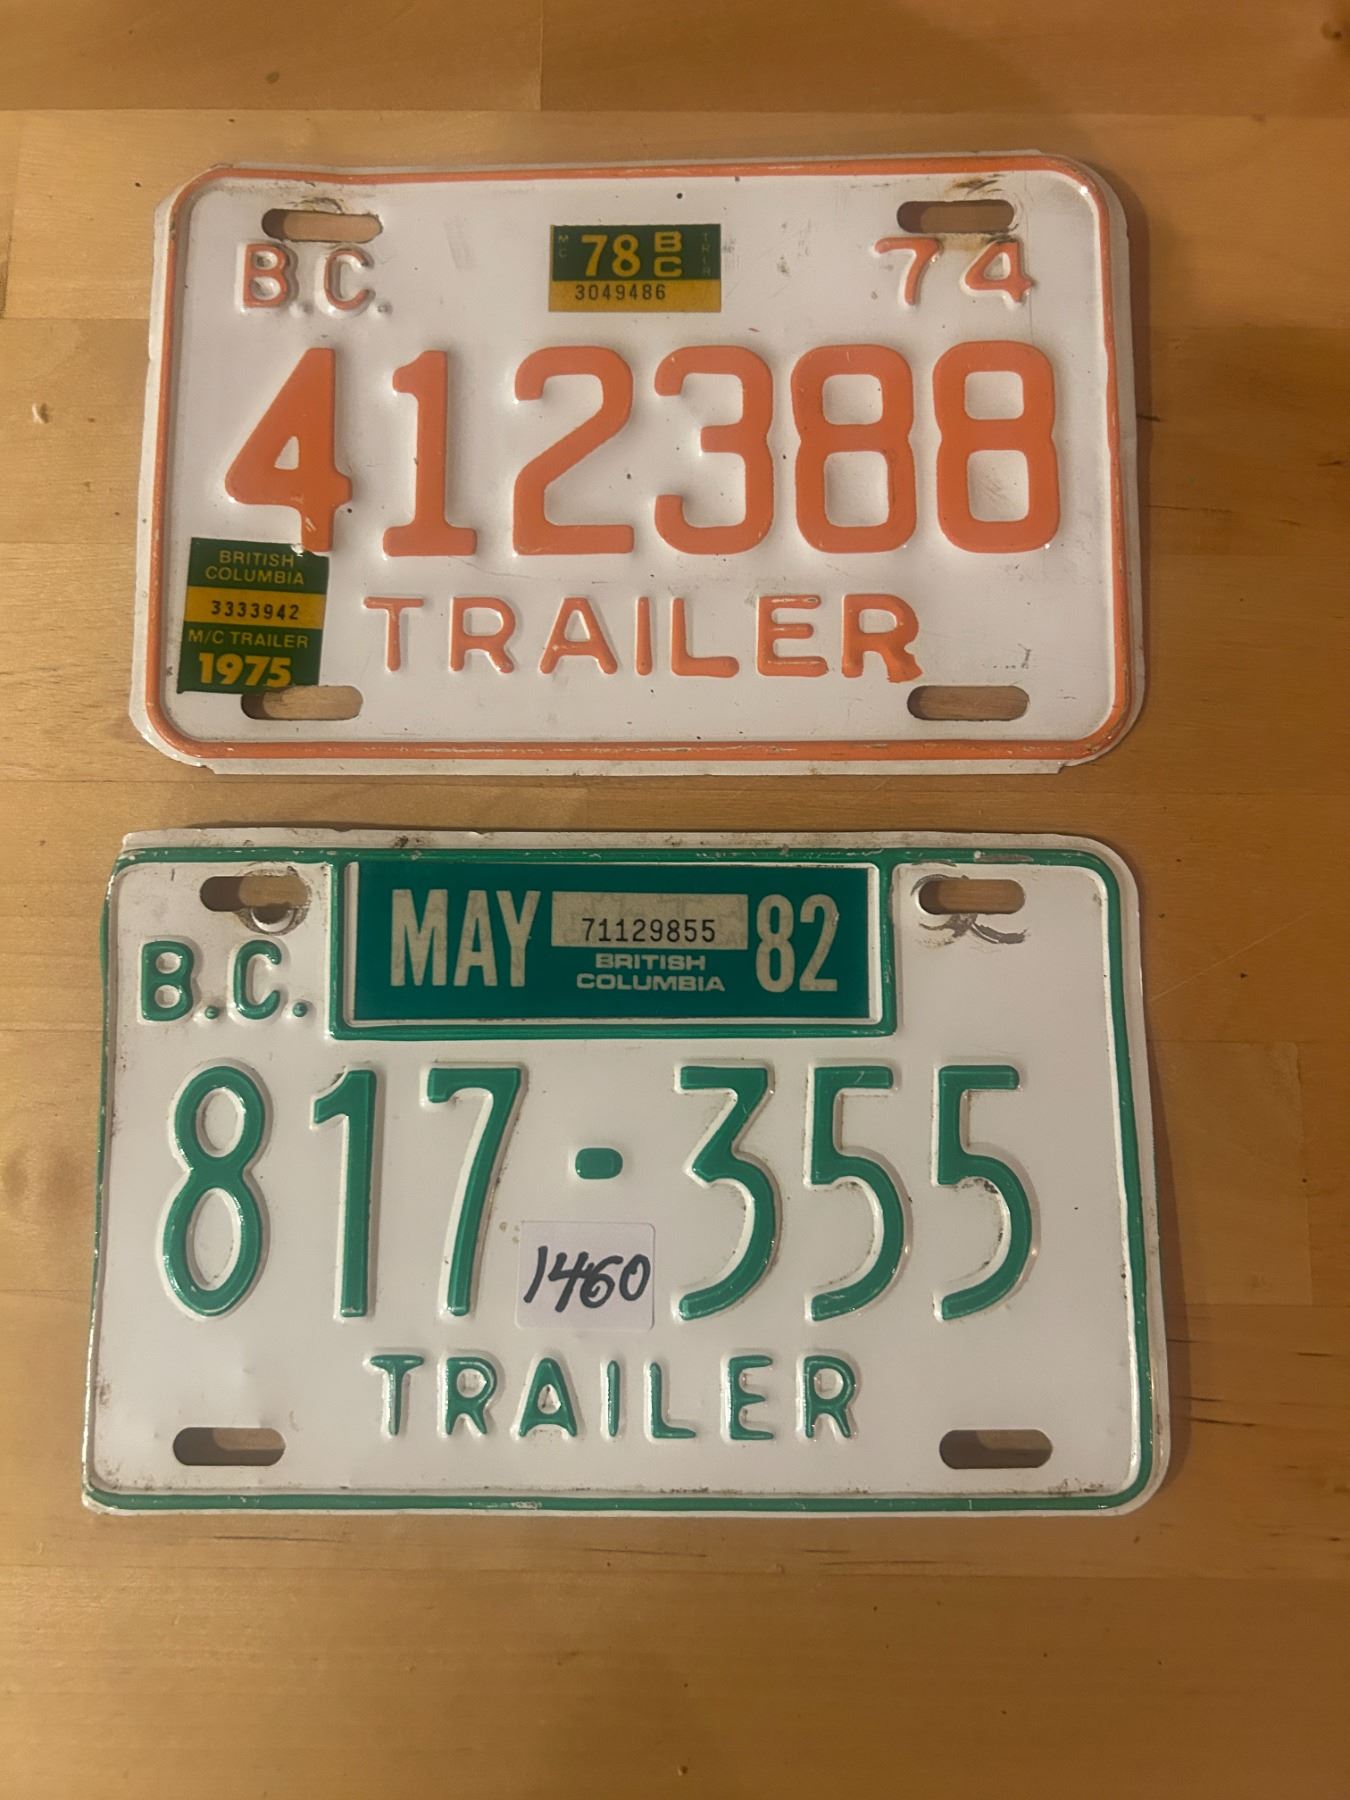 B.C.
MC 78 BC TRLR
3049486
74
412388
BRITISH
COLUMBIA
3333942
M/C TRAILER
1975
TRAILER
B.C.
MAY 71129855 82
BRITISH
COLUMBIA
817-355
1460
TRAILER